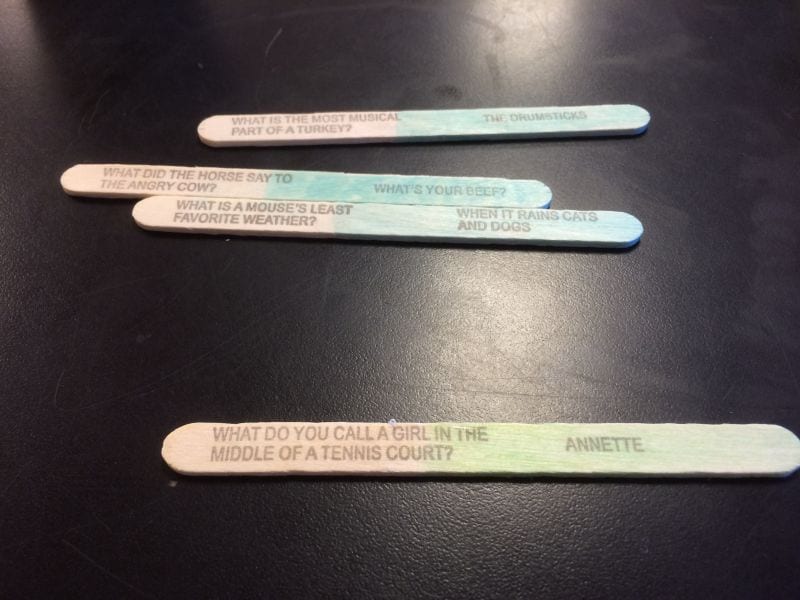 WHAT IS THE MOST MUSICAL
PART OF A TURKEY?
THE DRUMSTICKS
WHAT DID THE HORSE SAY TO
THE ANGRY COW?
WHAT'S YOUR BEEF?
WHAT IS A MOUSE'S LEAST
FAVORITE WEATHER?
WHEN IT RAINS CATS
AND DOGS
WHAT DO YOU CALL A GIRL IN THE
MIDDLE OF A TENNIS COURT?
ANNETTE